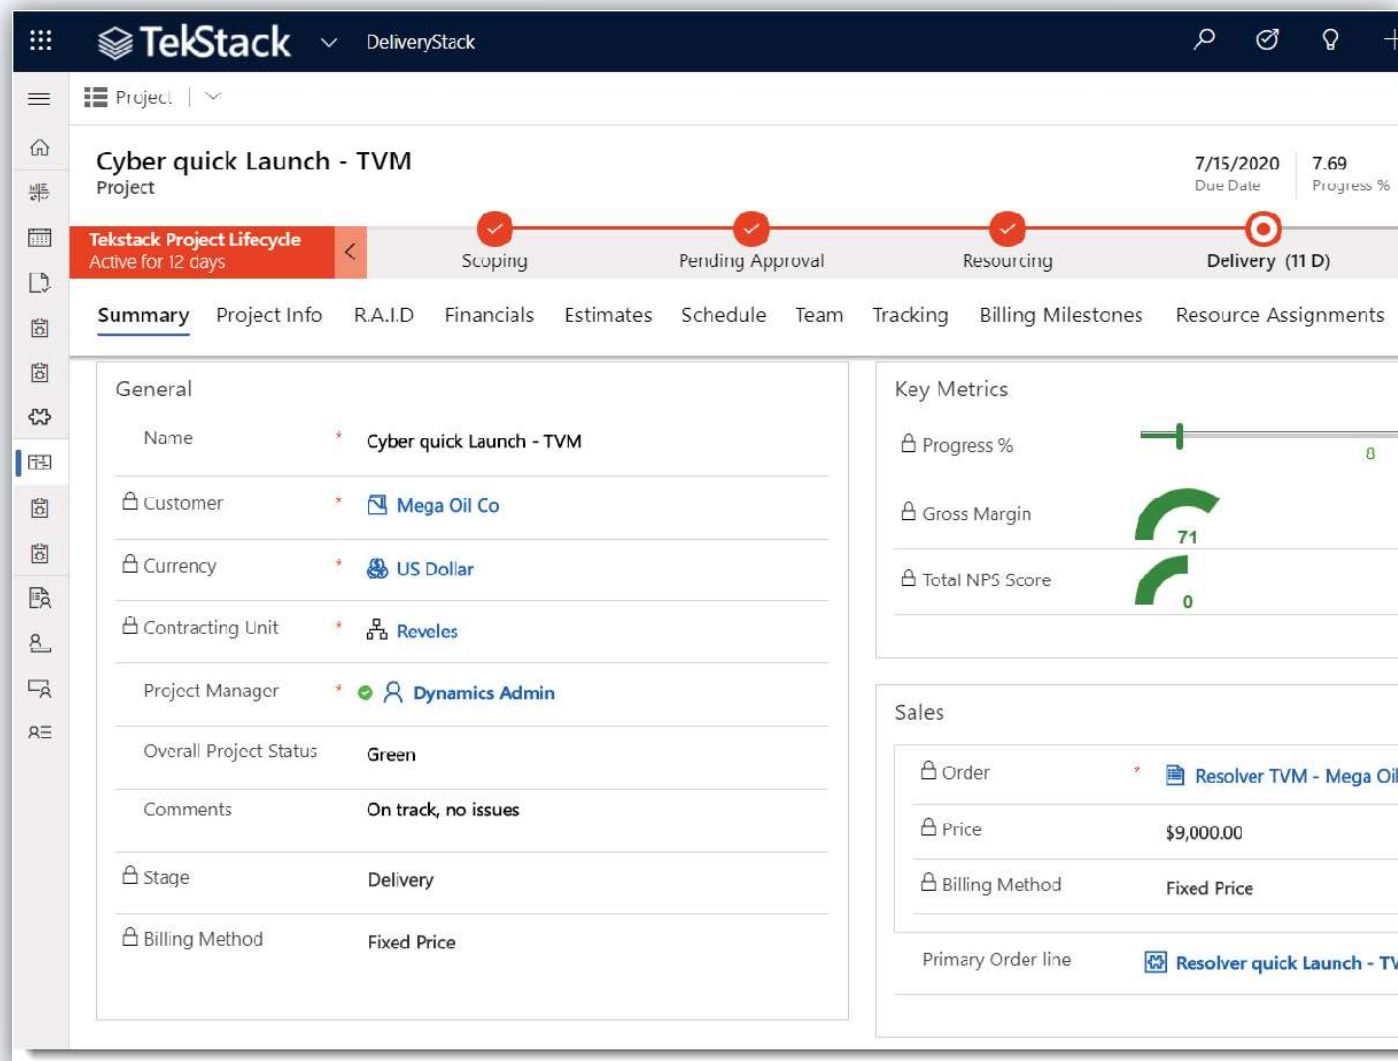 TekStack DeliveryStack
Project
Cyber quick Launch - TVM
Project
7/15/2020 7.69
Due Date Progress %
Tekstack Project Lifecycle
Active for 12 days
Scoping Pending Approval Resourcing Delivery (11 D)
Summary Project Info R.A.I.D Financials Estimates Schedule Team Tracking Billing Milestones Resource Assignments
General
Name * Cyber quick Launch - TVM
Customer * Mega Oil Co
Currency * US Dollar
Contracting Unit * Reveles
Project Manager * Dynamics Admin
Overall Project Status Green
Comments On track, no issues
Stage Delivery
Billing Method Fixed Price
Key Metrics
Progress % 8
Gross Margin 71
Total NPS Score 0
Sales
Order * Resolver TVM - Mega Oil
Price $9,000.00
Billing Method Fixed Price
Primary Order line Resolver quick Launch -